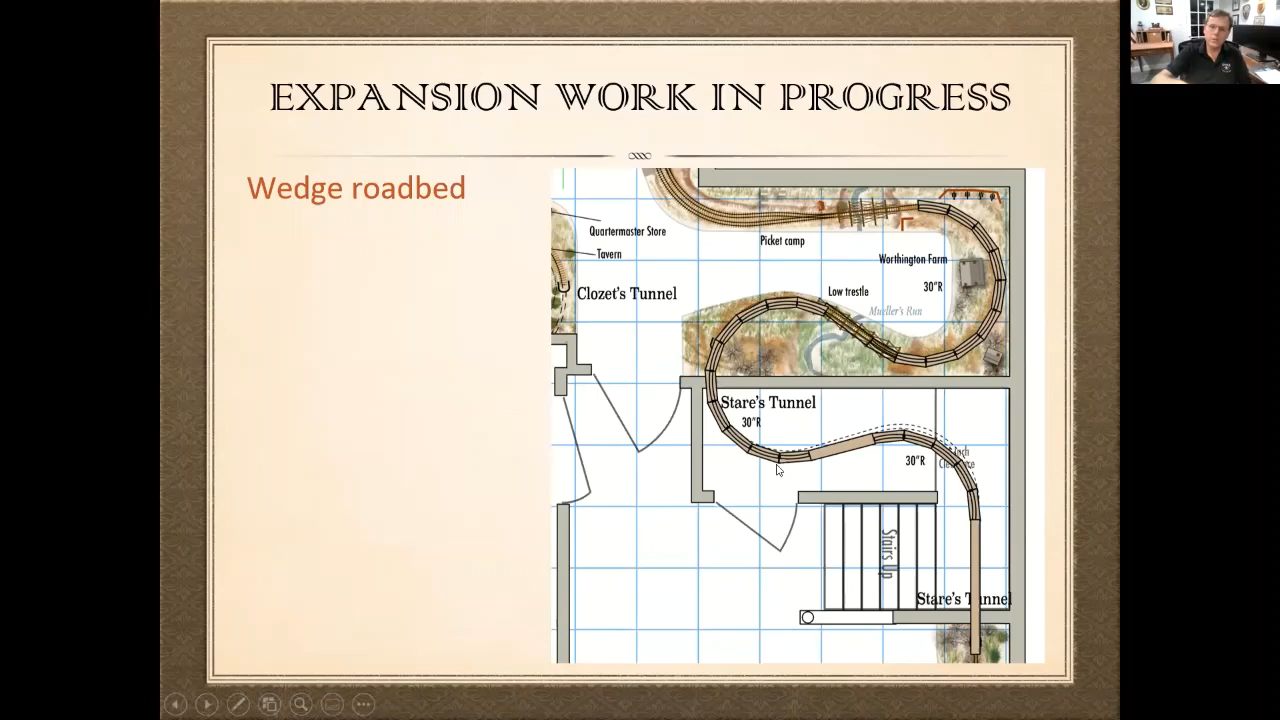 EXPANSION WORK IN PROGRESS
Wedge roadbed
Quartermaster Store
Tavern
Clozet's Tunnel
Picket camp
Worthington Farm
30"R
Low trestle
Mueller's Run
Stare's Tunnel
30"R
30"R
Stairs Up
Stare's Tunnel